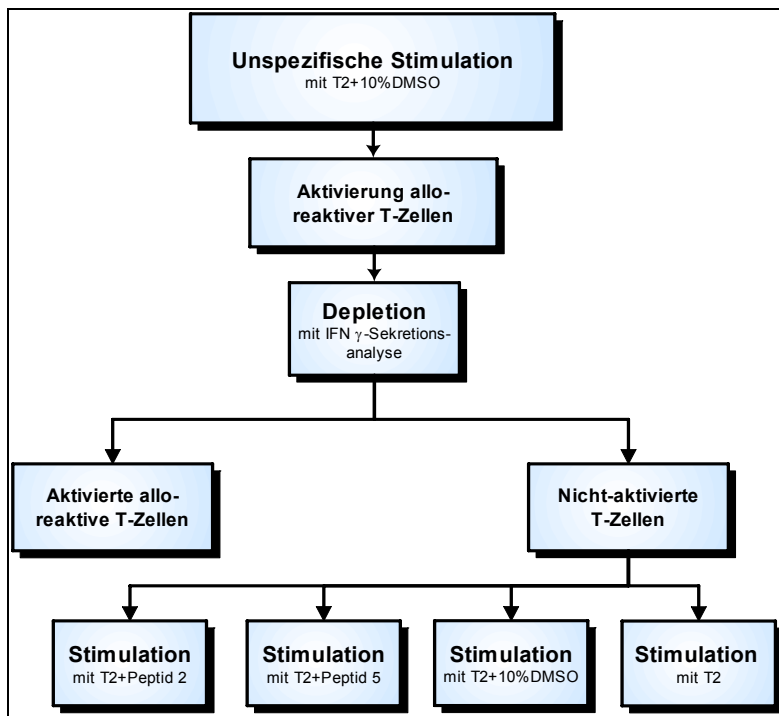 Unspezifische Stimulation
mit T2+10%DMSO
Aktivierung allo-
reaktiver T-Zellen
Depletion
mit IFN γ-Sekretions-
analyse
Aktivierte allo-
reaktive T-Zellen
Nicht-aktivierte
T-Zellen
Stimulation
mit T2+Peptid 2
Stimulation
mit T2+Peptid 5
Stimulation
mit T2+10%DMSO
Stimulation
mit T2